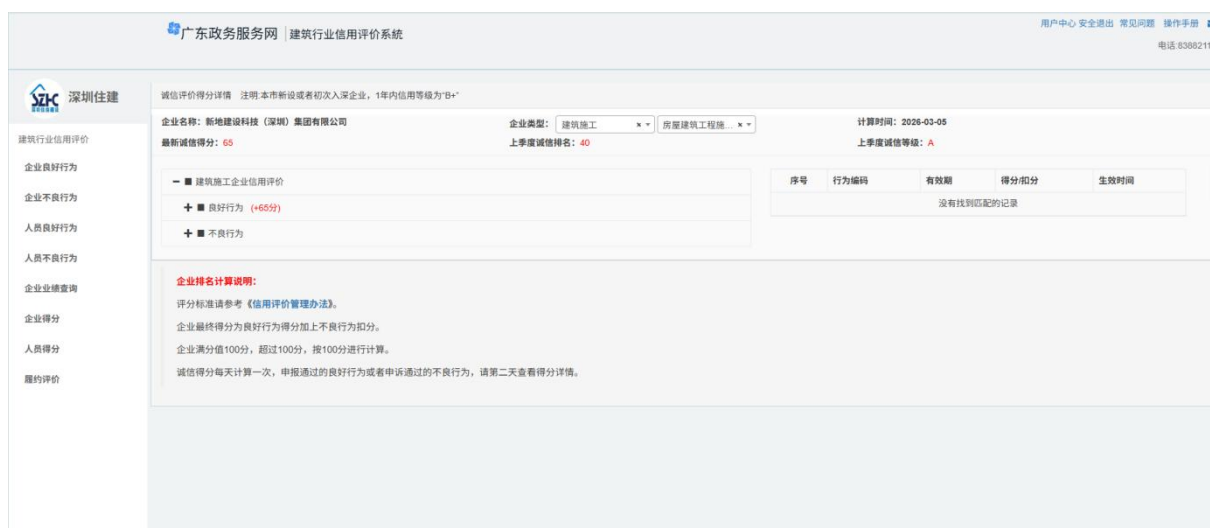 广东政务服务网 建筑行业信用评价系统
用户中心 安全退出 常见问题 操作手册
电话:8388211
深圳住建
诚信评价得分详情 注明:本市新设或者初次入深企业，1年内信用等级为"B+"
企业名称：新地建设科技（深圳）集团有限公司 企业类型： 建筑施工 房屋建筑工程施... 计算时间：2026-03-05
最新诚信得分：65 上季度诚信排名：40 上季度诚信等级：A
建筑行业信用评价
企业良好行为
企业不良行为
人员良好行为
人员不良行为
企业业绩查询
企业得分
人员得分
履约评价
建筑施工企业信用评价
良好行为 (+65分)
不良行为
序号 行为编码 有效期 得分/扣分 生效时间
没有找到匹配的记录
企业排名计算说明：
评分标准请参考《信用评价管理办法》。
企业最终得分为良好行为得分加上不良行为扣分。
企业满分值100分，超过100分，按100分进行计算。
诚信得分每天计算一次，申报通过的良好行为或者申诉通过的不良行为，请第二天查看得分详情。